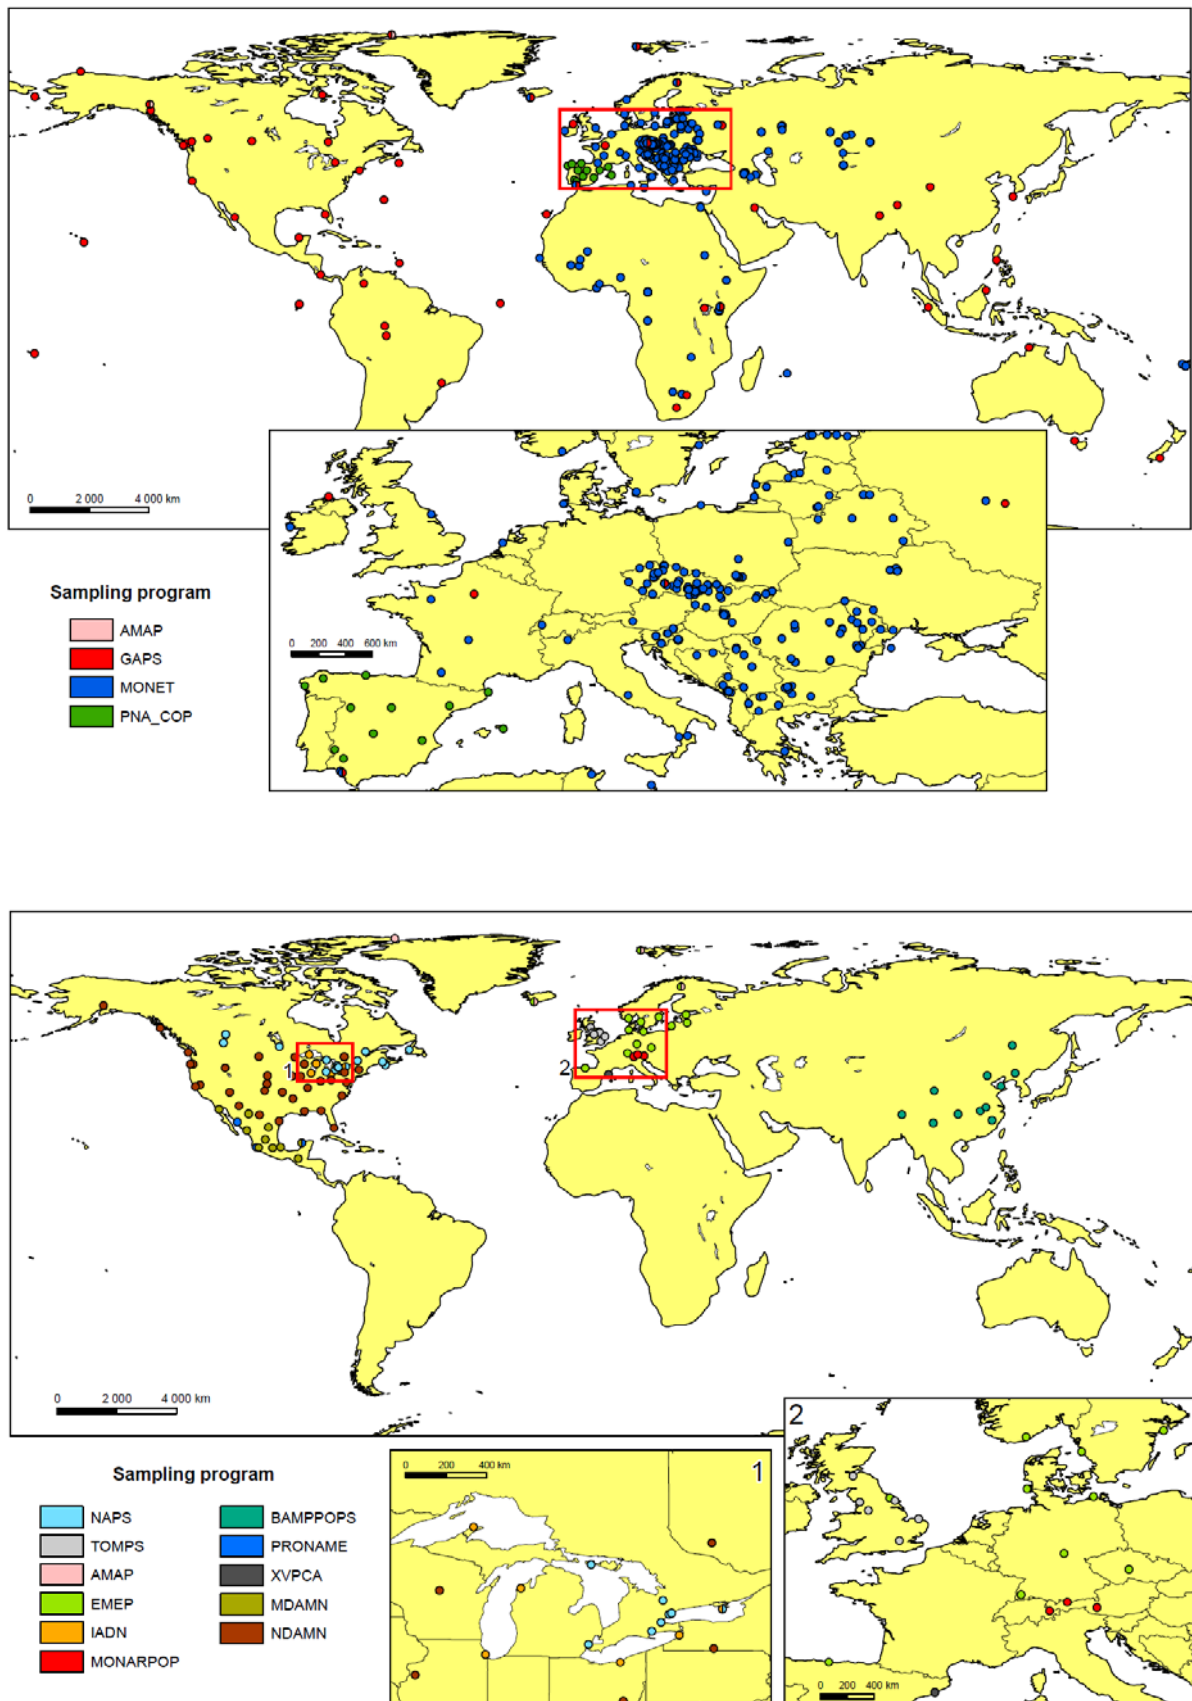 0 2 000 4 000 km
0 200 400 600 km
Sampling program
AMAP
GAPS
MONET
PNA_COP
1
2
0 2 000 4 000 km
Sampling program
NAPS
TOMPS
AMAP
EMEP
IADN
MONARPOP
BAMPPOPS
PRONAME
XVPCA
MDAMN
NDAMN
0 200 400 km
1
2
0 200 400 km